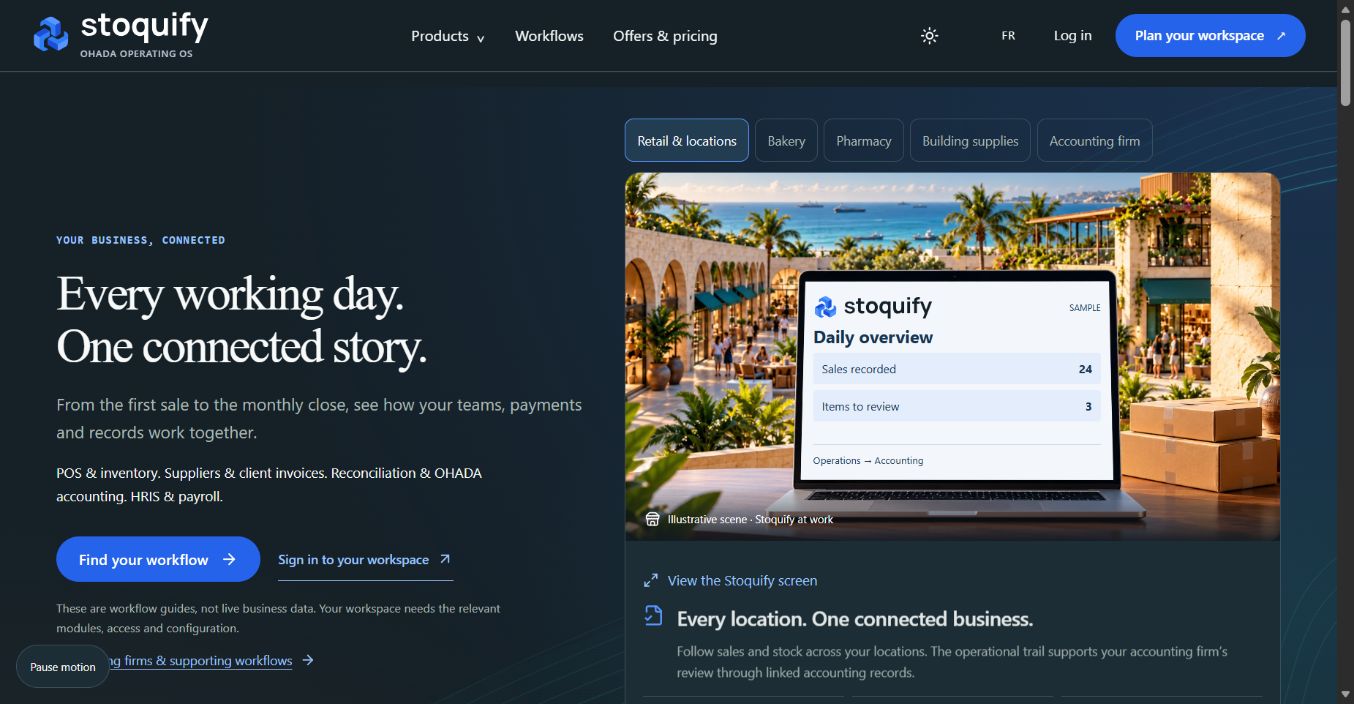 stoquify
OHADA OPERATING OS
Products
Workflows
Offers & pricing
FR
Log in
Plan your workspace ↗
Retail & locations
Bakery
Pharmacy
Building supplies
Accounting firm
YOUR BUSINESS, CONNECTED
Every working day.
One connected story.
From the first sale to the monthly close, see how your teams, payments
and records work together.
POS & inventory. Suppliers & client invoices. Reconciliation & OHADA
accounting. HRIS & payroll.
Find your workflow →
Sign in to your workspace ↗
These are workflow guides, not live business data. Your workspace needs the relevant
modules, access and configuration.
Pause motion
ng firms & supporting workflows →
stoquify
SAMPLE
Daily overview
Sales recorded 24
Items to review 3
Operations → Accounting
Illustrative scene · Stoquify at work
View the Stoquify screen
Every location. One connected business.
Follow sales and stock across your locations. The operational trail supports your accounting firm's
review through linked accounting records.